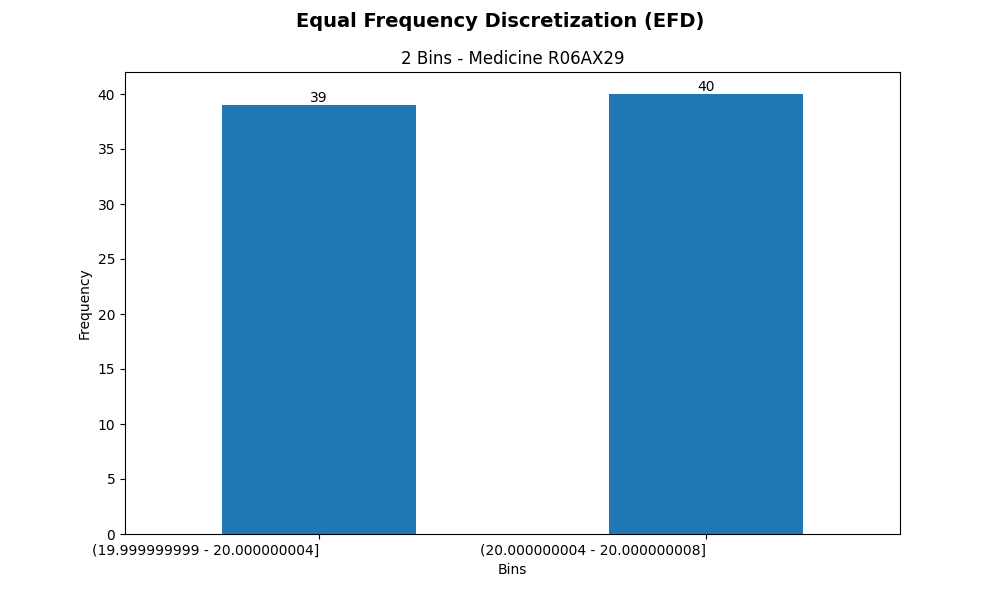 Equal Frequency Discretization (EFD)
2 Bins - Medicine R06AX29
40
35
30
25
20
15
10
5
0
Frequency
39
40
(19.999999999 - 20.000000004]
(20.000000004 - 20.000000008]
Bins